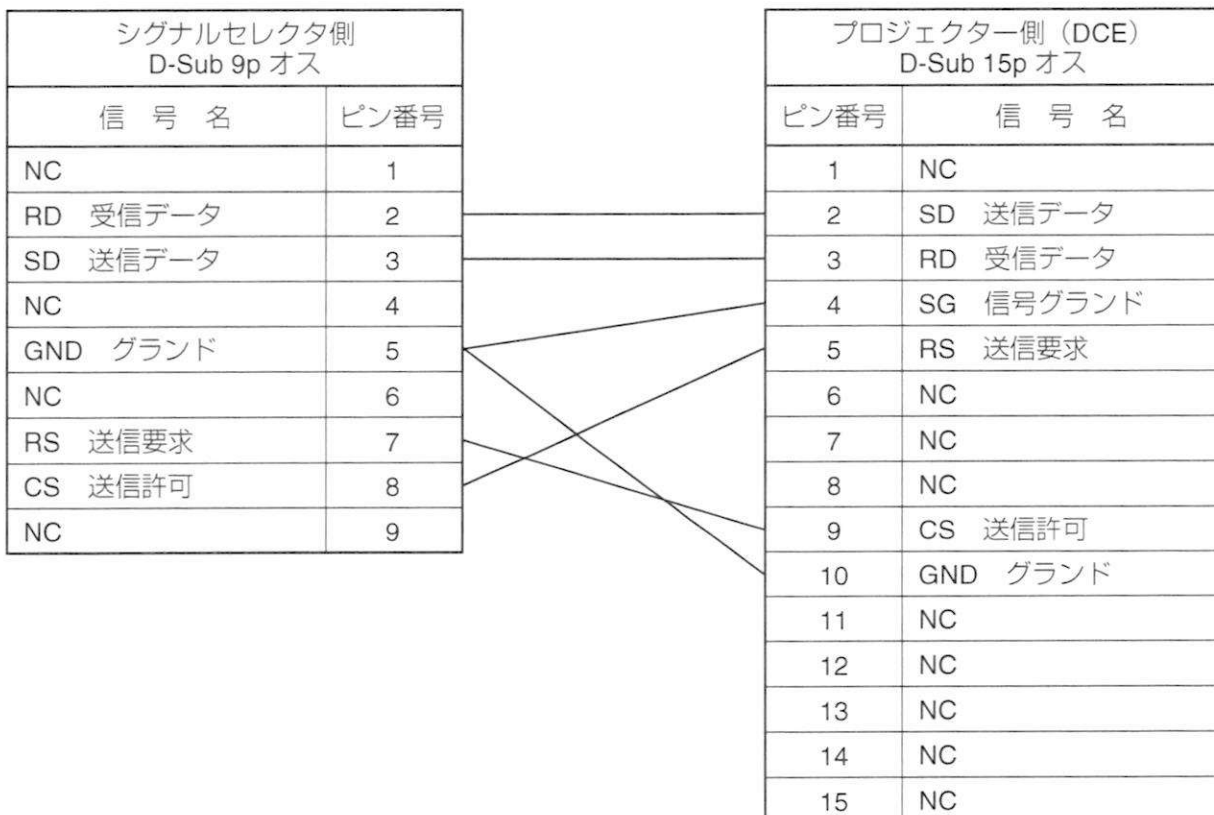 シグナルセレクタ側
D-Sub 9p オス
信 号 名 ピン番号
NC 1
RD 受信データ 2
SD 送信データ 3
NC 4
GND グランド 5
NC 6
RS 送信要求 7
CS 送信許可 8
NC 9
プロジェクター側(DCE)
D-Sub 15p オス
ピン番号 信 号 名
1 NC
2 SD 送信データ
3 RD 受信データ
4 SG 信号グランド
5 RS 送信要求
6 NC
7 NC
8 NC
9 CS 送信許可
10 GND グランド
11 NC
12 NC
13 NC
14 NC
15 NC